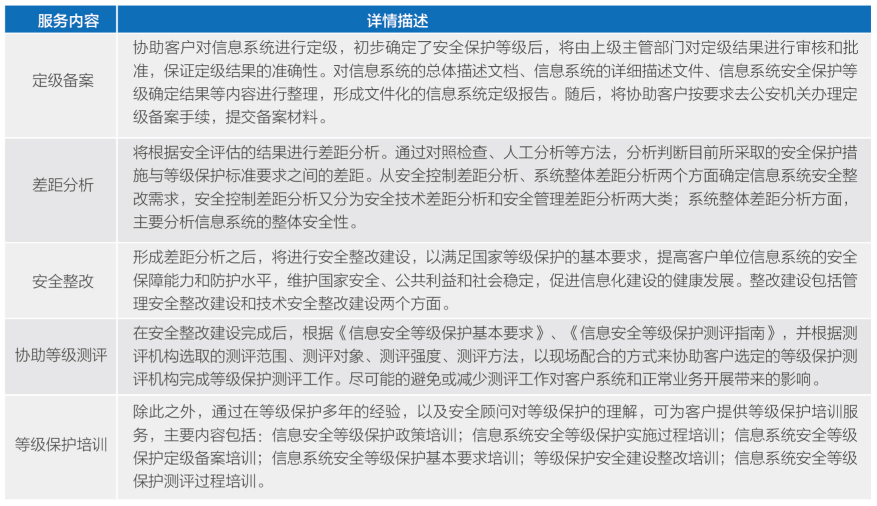 服务内容
详情描述
定级备案
协助客户对信息系统进行定级，初步确定了安全保护等级后，将由上级主管部门对定级结果进行审核和批
准，保证定级结果的准确性。对信息系统的总体描述文档、信息系统的详细描述文件、信息系统安全保护等
级确定结果等内容进行整理，形成文件化的信息系统定级报告。随后，将协助客户按要求去公安机关办理定
级备案手续，提交备案材料。
差距分析
将根据安全评估的结果进行差距分析。通过对照检查、人工分析等方法，分析判断目前所采取的安全保护措
施与等级保护标准要求之间的差距。从安全控制差距分析、系统整体差距分析两个方面确定信息系统安全整
改需求，安全控制差距分析又分为安全技术差距分析和安全管理差距分析两大类；系统整体差距分析方面，
主要分析信息系统的整体安全性。
安全整改
形成差距分析之后，将进行安全整改建设，以满足国家等级保护的基本要求，提高客户单位信息系统的安全
保障能力和防护水平，维护国家安全、公共利益和社会稳定，促进信息化建设的健康发展。整改建设包括管
理安全整改建设和技术安全整改建设两个方面。
协助等级测评
在安全整改建设完成后，根据《信息安全等级保护基本要求》、《信息安全等级保护测评指南》，并根据测
评机构选取的测评范围、测评对象、测评强度、测评方法，以现场配合的方式来协助客户选定的等级保护测
评机构完成等级保护测评工作。尽可能的避免或减少测评工作对客户系统和正常业务开展带来的影响。
等级保护培训
除此之外，通过在等级保护多年的经验，以及安全顾问对等级保护的理解，可为客户提供等级保护培训服
务，主要内容包括：信息安全等级保护政策培训；信息系统安全等级保护实施过程培训；信息系统安全等级
保护定级备案培训；信息系统安全等级保护基本要求培训；等级保护安全建设整改培训；信息系统安全等级
保护测评过程培训。